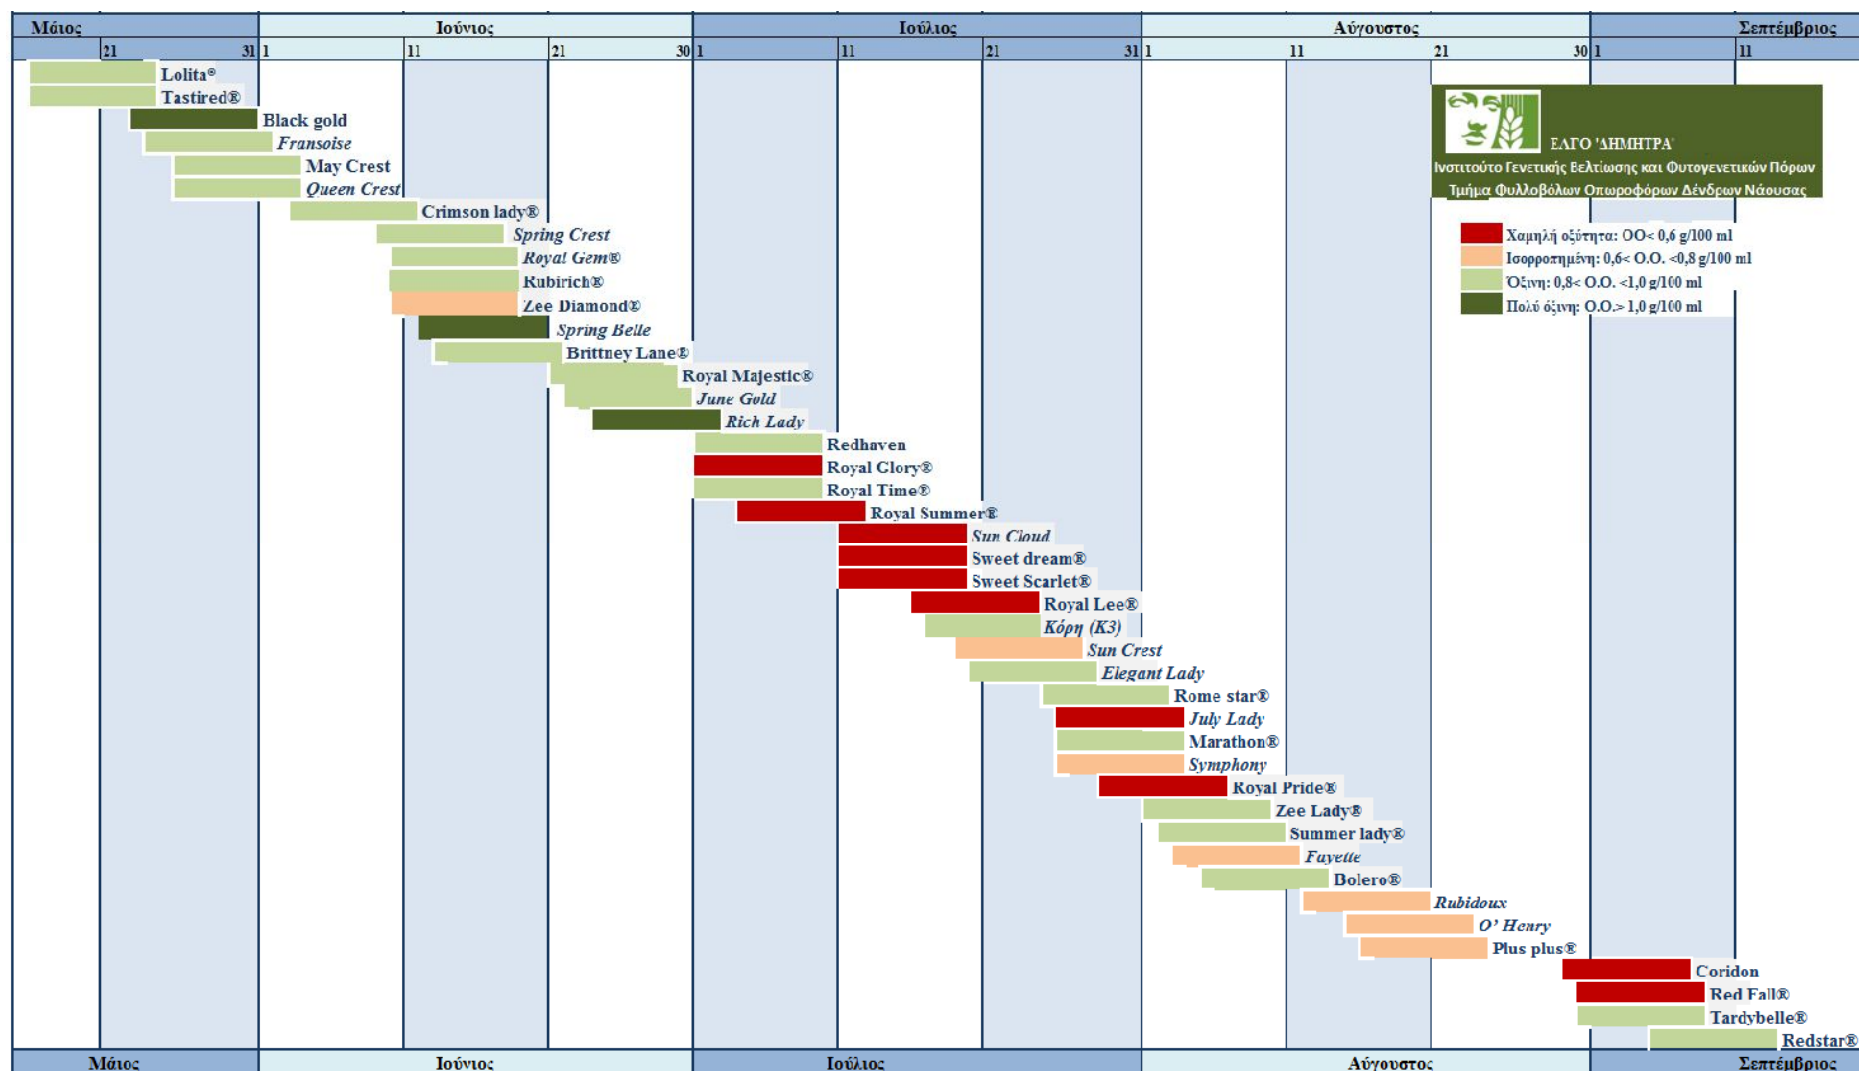 Μάιος Ιούνιος Ιούλιος Αύγουστος Σεπτέμβριος
21 31 1 11 21 30 1 11 21 31 1 11 21 30 1 11
Lolita®
Tastired®
Black gold
Fransoise
May Crest
Queen Crest
Crimson lady®
Spring Crest
Royal Gem®
Rubirich®
Zee Diamond®
Spring Belle
Brittney Lane®
Royal Majestic®
June Gold
Rich Lady
Redhaven
Royal Glory®
Royal Time®
Royal Summer®
Sun Cloud
Sweet dream®
Sweet Scarlet®
Royal Lee®
Κόρη (Κ3)
Sun Crest
Elegant Lady
Rome star®
July Lady
Marathon®
Symphony
Royal Pride®
Zee Lady®
Summer lady®
Fayette
Bolero®
Rubidoux
O’ Henry
Plus plus®
Coridon
Red Fall®
Tardybelle®
Redstar®
ΕΛΓΟ 'ΔΗΜΗΤΡΑ'
Ινστιτούτο Γενετικής Βελτίωσης και Φυτογενετικών Πόρων
Τμήμα Φυλλοβόλων Οπωροφόρων Δένδρων Νάουσας
Χαμηλή οξύτητα: ΟΟ< 0,6 g/100 ml
Ισορροπημένη: 0,6< Ο.Ο. <0,8 g/100 ml
Όξινη: 0,8< Ο.Ο. <1,0 g/100 ml
Πολύ όξινη: Ο.Ο.> 1,0 g/100 ml
Μάιος Ιούνιος Ιούλιος Αύγουστος Σεπτέμβριος